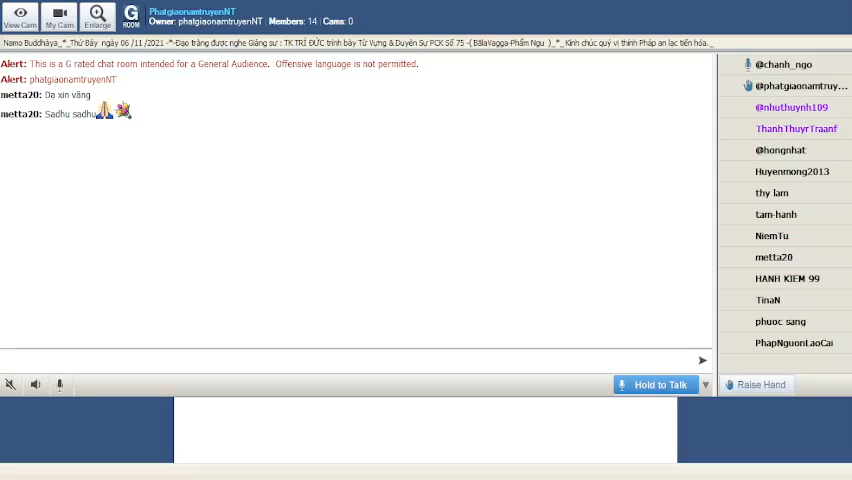 View Cam
My Cam
Enlarge
G
ROOM
PhatgiaonamtruyenNT
Owner: phatgiaonamtruyenNT Members: 14 Cams: 0
Namo Buddhàya_*_Thứ Bảy ngày 06 /11 /2021 -*-Đạo tràng được nghe Giảng sư : TK TRÍ ĐỨC trình bày Từ Vựng & Duyên Sự PCK Số 75 -( BālaVagga-Phẩm Ngu )_*_ Kính chúc quý vị thính Pháp an lạc tiến hóa. _
Alert: This is a G rated chat room intended for a General Audience. Offensive language is not permitted.
Alert: phatgiaonamtruyenNT
metta20: Dạ xin vâng
metta20: Sadhu sadhu
@chanh_ngo
@phatgiaonamtruy...
@nhuthuynh109
ThanhThuyrTraanf
@hongnhat
Huyenmong2013
thy lam
tam-hanh
NiemTu
metta20
HANH KIEM 99
TinaN
phuoc sang
PhapNguonLaoCai
Hold to Talk
Raise Hand